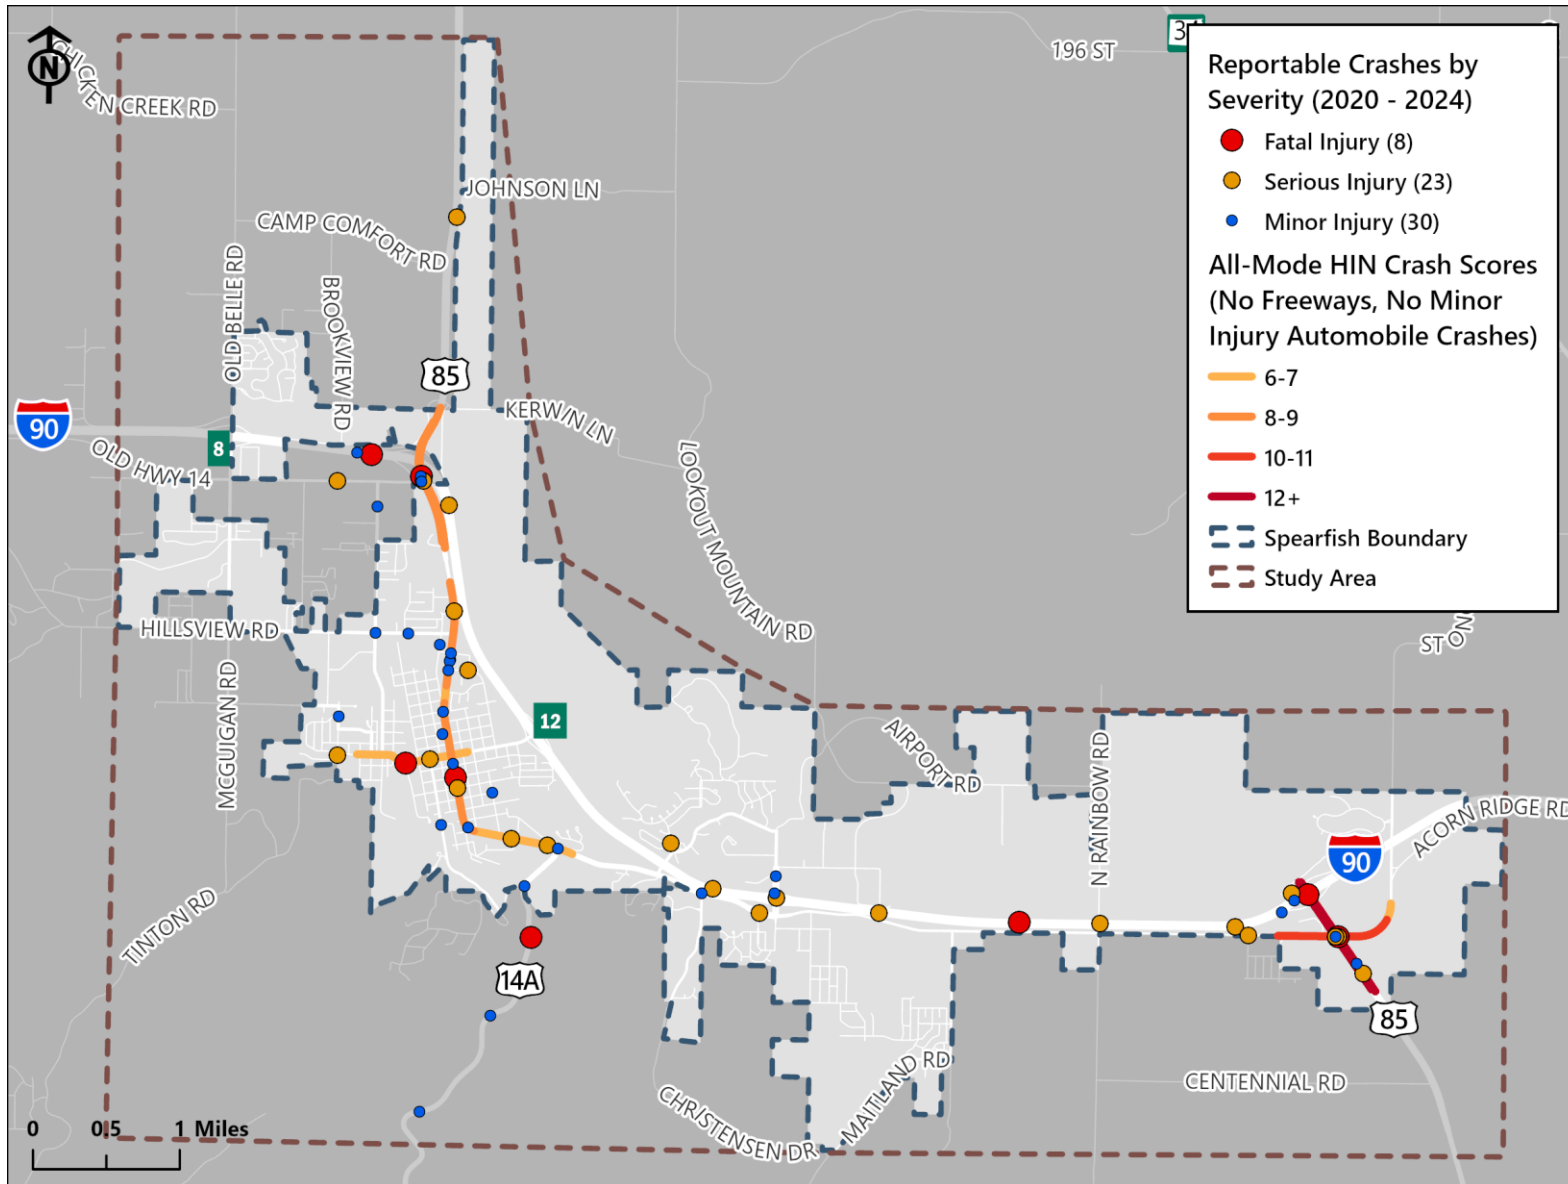 N
CHICKEN CREEK RD
196 ST
Reportable Crashes by
Severity (2020 - 2024)
Fatal Injury (8)
Serious Injury (23)
Minor Injury (30)
All-Mode HIN Crash Scores
(No Freeways, No Minor
Injury Automobile Crashes)
6-7
8-9
10-11
12+
Spearfish Boundary
Study Area
JOHNSON LN
CAMP COMFORT RD
OLD BELLE RD
BROOKVIEW RD
85
KERWIN LN
90
8
OLD HWY 14
LOOKOUT MOUNTAIN RD
HILLSVIEW RD
ST
MCGUIGAN RD
12
AIRPORT RD
N RAINBOW RD
ACORN RIDGE RD
90
TINTON RD
14A
85
CENTENNIAL RD
MAITLAND RD
CHRISTENSEN DR
0 0.5 1 Miles